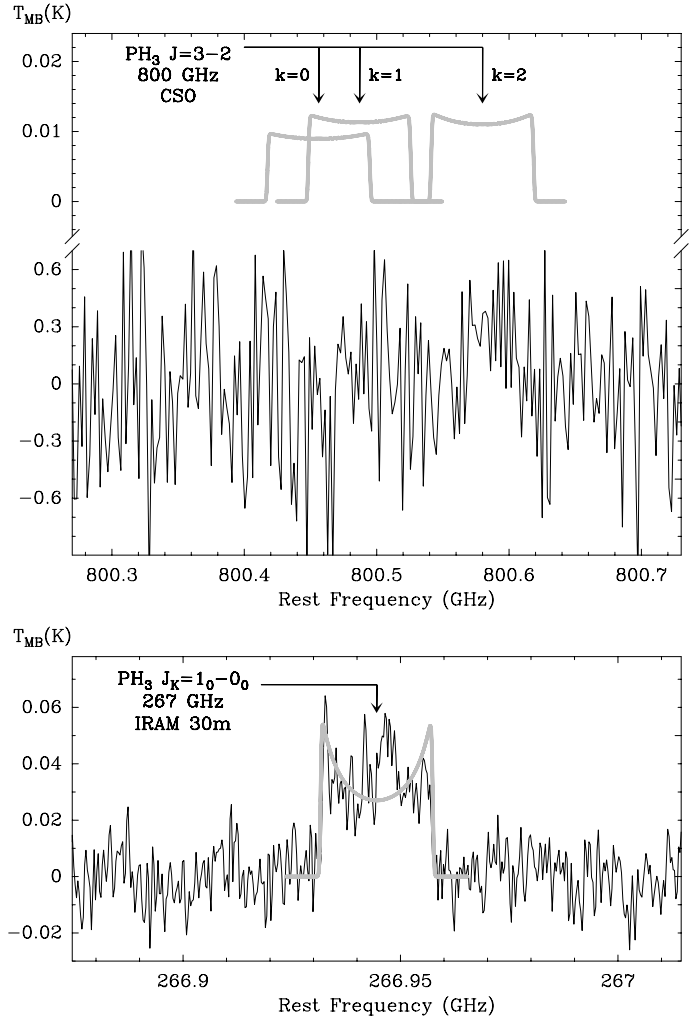 T_MB(K)
0.02
PH₃ J=3−2
800 GHz
CSO
k=0
k=1
k=2
0.01
0
0.6
0.3
0
−0.3
−0.6
800.3 800.4 800.5 800.6 800.7
Rest Frequency (GHz)
T_MB(K)
PH₃ J_K=1₀−0₀
267 GHz
IRAM 30m
0.06
0.04
0.02
0
−0.02
266.9 266.95 267
Rest Frequency (GHz)